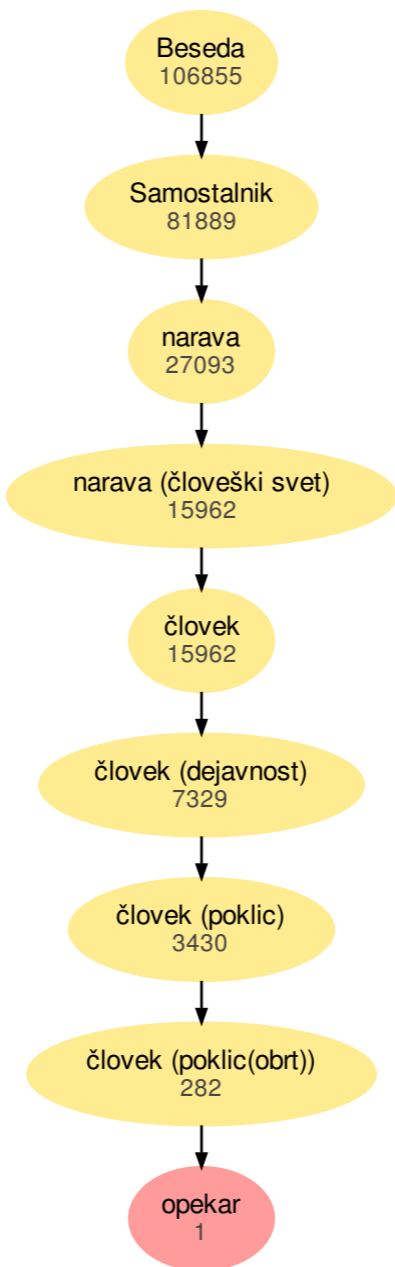 Beseda
106855
Samostalnik
81889
narava
27093
narava (človeški svet)
15962
človek
15962
človek (dejavnost)
7329
človek (poklic)
3430
človek (poklic(obrt))
282
opekar
1